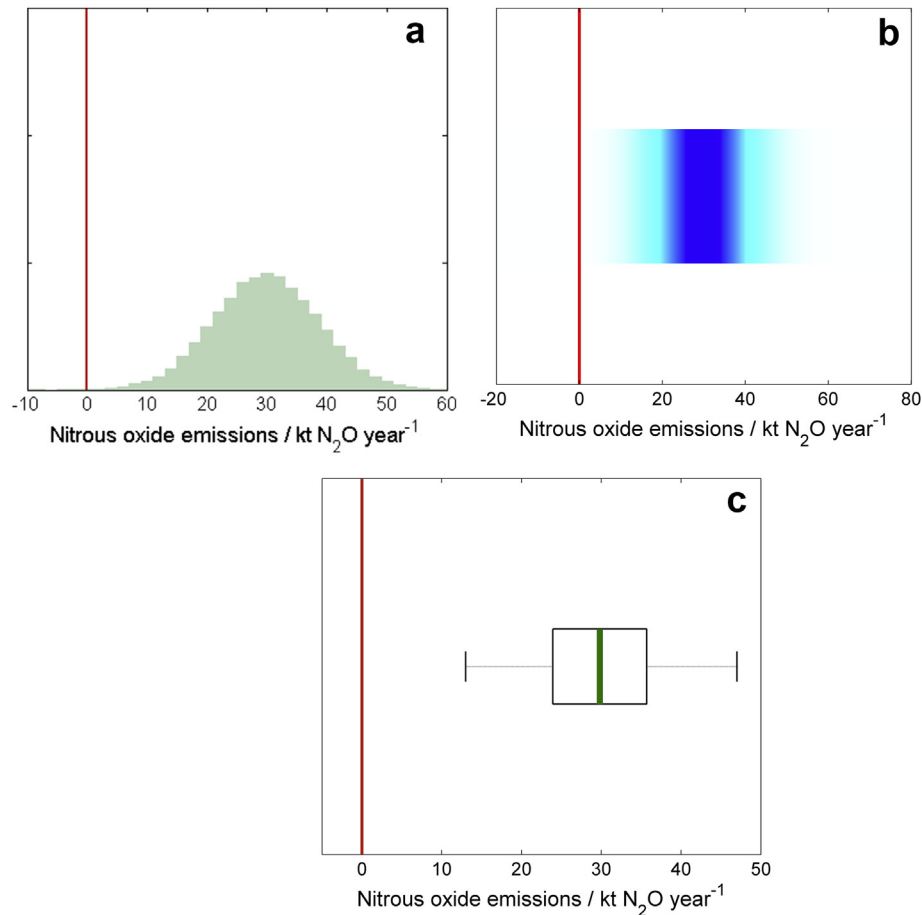 a
-10 0 10 20 30 40 50 60
Nitrous oxide emissions / kt N₂O year⁻¹
b
-20 0 20 40 60 80
Nitrous oxide emissions / kt N₂O year⁻¹
c
0 10 20 30 40 50
Nitrous oxide emissions / kt N₂O year⁻¹